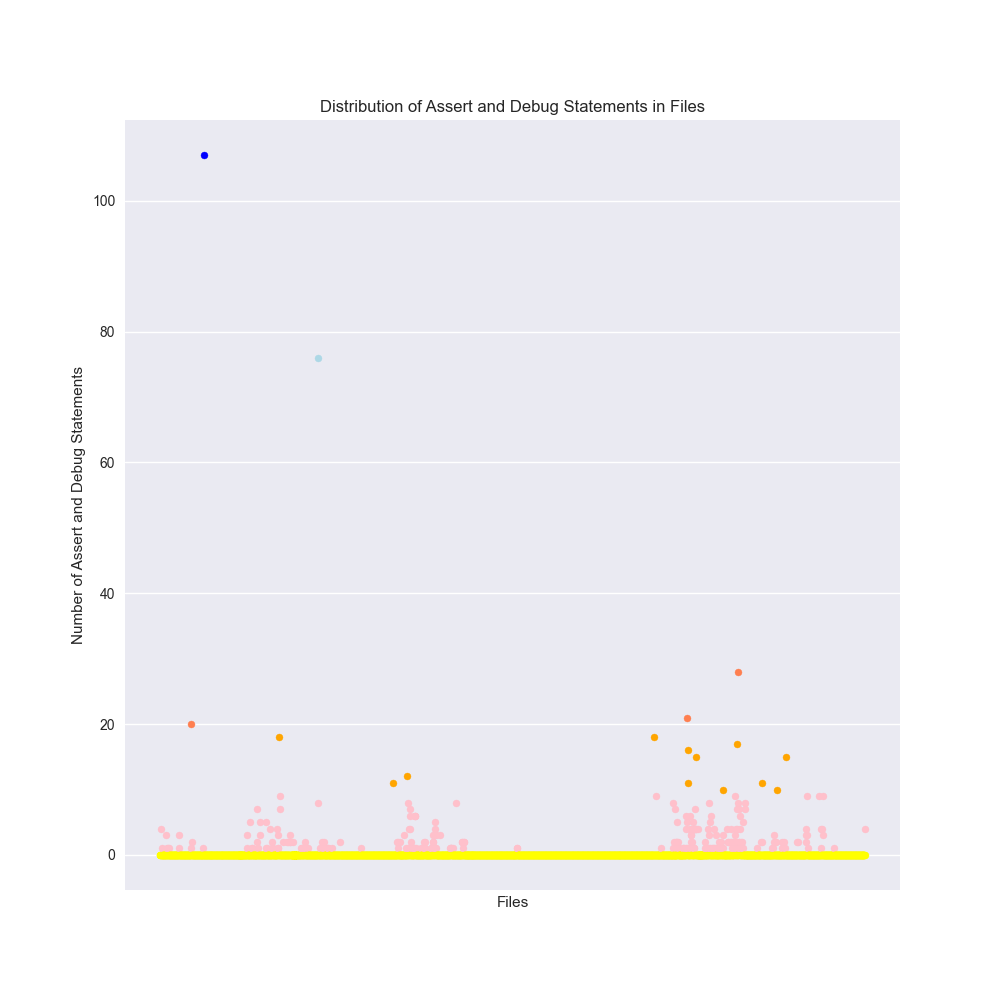 Distribution of Assert and Debug Statements in Files
Number of Assert and Debug Statements
100
80
60
40
20
0
Files